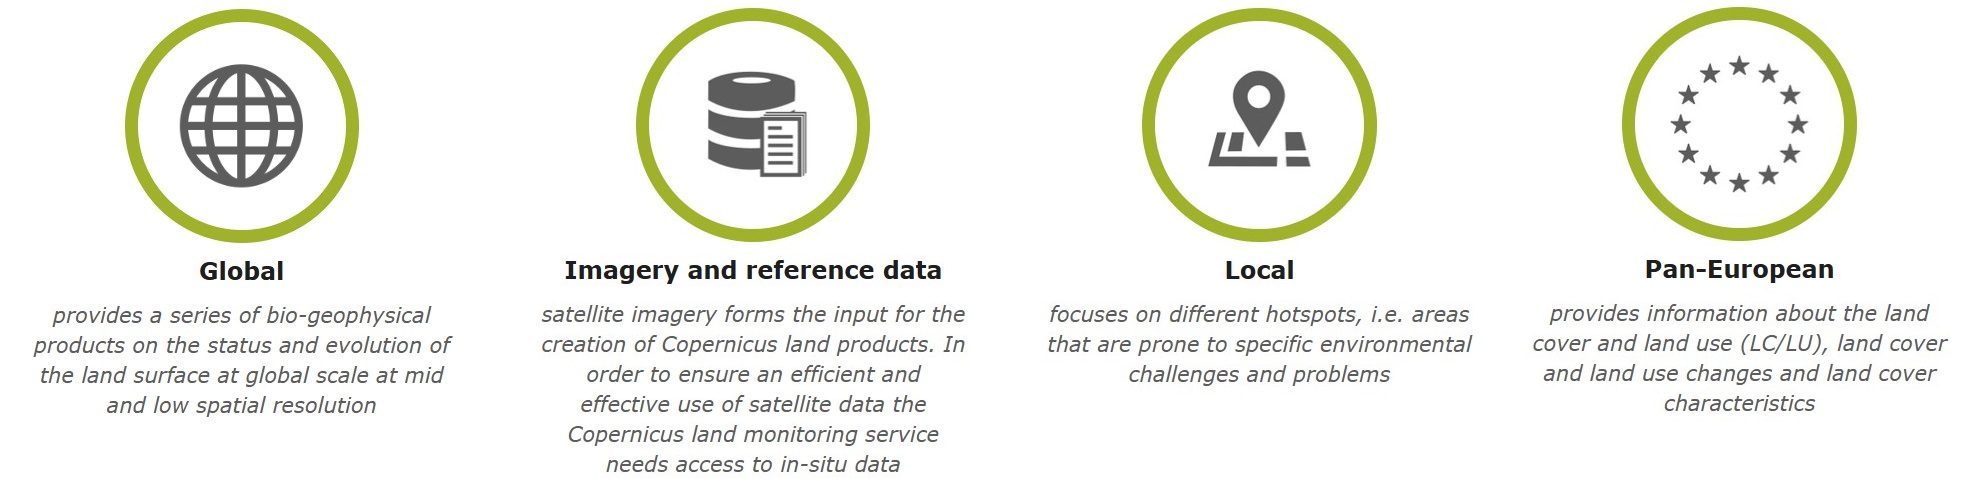 Global
provides a series of bio-geophysical
products on the status and evolution of
the land surface at global scale at mid
and low spatial resolution
Imagery and reference data
satellite imagery forms the input for the
creation of Copernicus land products. In
order to ensure an efficient and
effective use of satellite data the
Copernicus land monitoring service
needs access to in-situ data
Local
focuses on different hotspots, i.e. areas
that are prone to specific environmental
challenges and problems
Pan-European
provides information about the land
cover and land use (LC/LU), land cover
and land use changes and land cover
characteristics